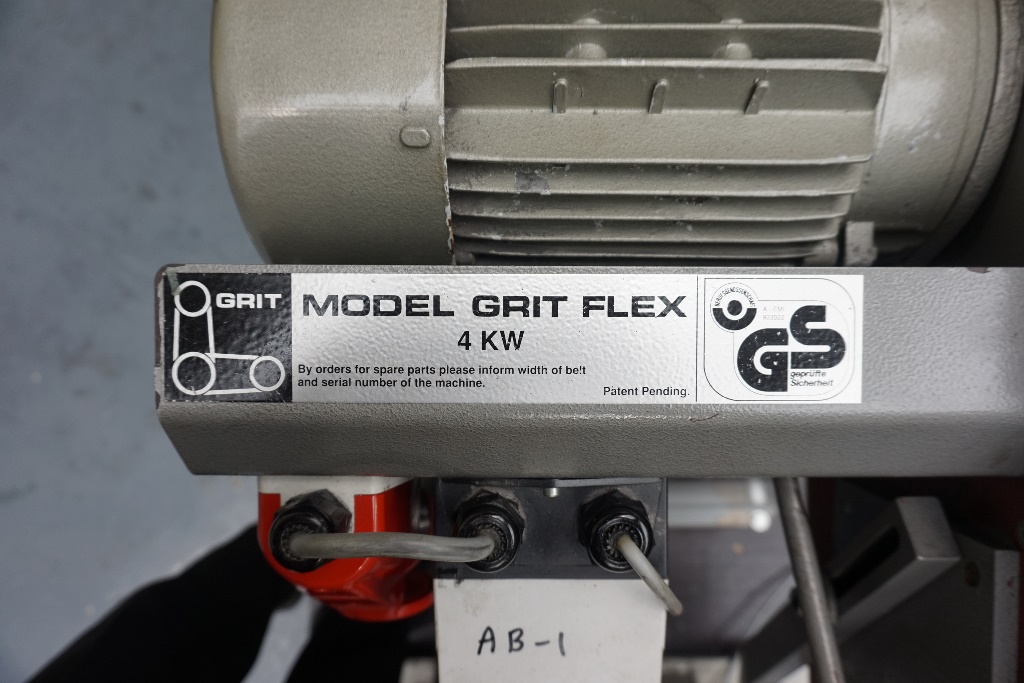 GRIT
MODEL GRIT FLEX
4 KW
By orders for spare parts please inform width of belt
and serial number of the machine.
Patent Pending.
GS
geprüfte
Sicherheit
AB-1